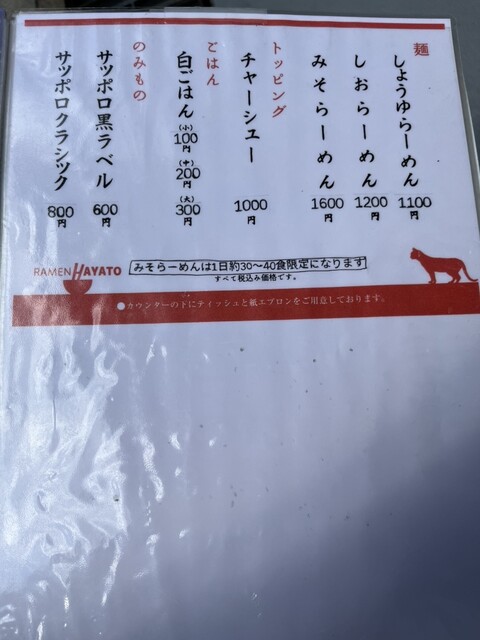 麺
しょうゆらーめん
1100円
しおらーめん
1200円
みそらーめん
1600円
トッピング
チャーシュー
1000円
ごはん
白ごはん
(小)
100円
(中)
200円
(大)
300円
のみもの
サッポロ黒ラベル
600円
サッポロクラシック
800円
RAMEN HAYATO
みそらーめんは1日約30〜40食限定になります
すべて税込み価格です。
●カウンターの下にティッシュと紙エプロンをご用意しております。